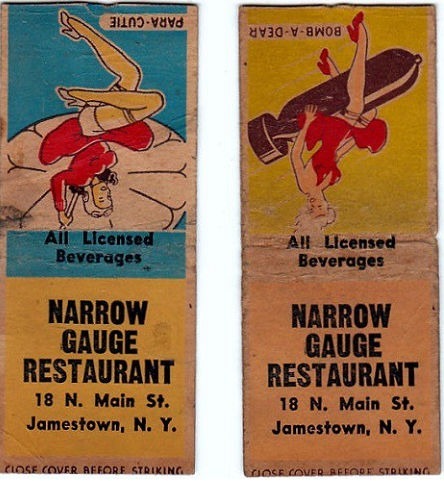 PARA-CUTIE
All Licensed
Beverages
NARROW
GAUGE
RESTAURANT
18 N. Main St.
Jamestown, N. Y.
CLOSE COVER BEFORE STRIKING
BOMB-A-DEAR
All Licensed
Beverages
NARROW
GAUGE
RESTAURANT
18 N. Main St.
Jamestown, N. Y.
CLOSE COVER BEFORE STRIKING